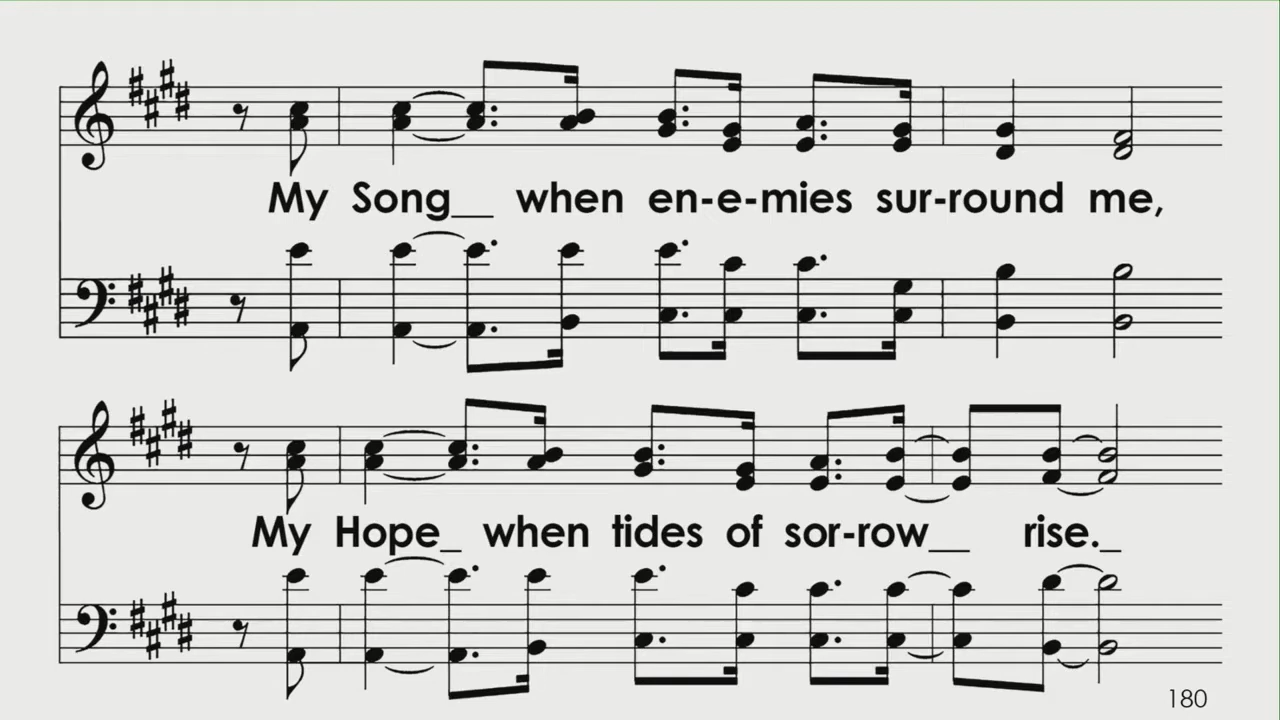 My Song__ when en-e-mies sur-round me,
My Hope_ when tides of sor-row__ rise._
180